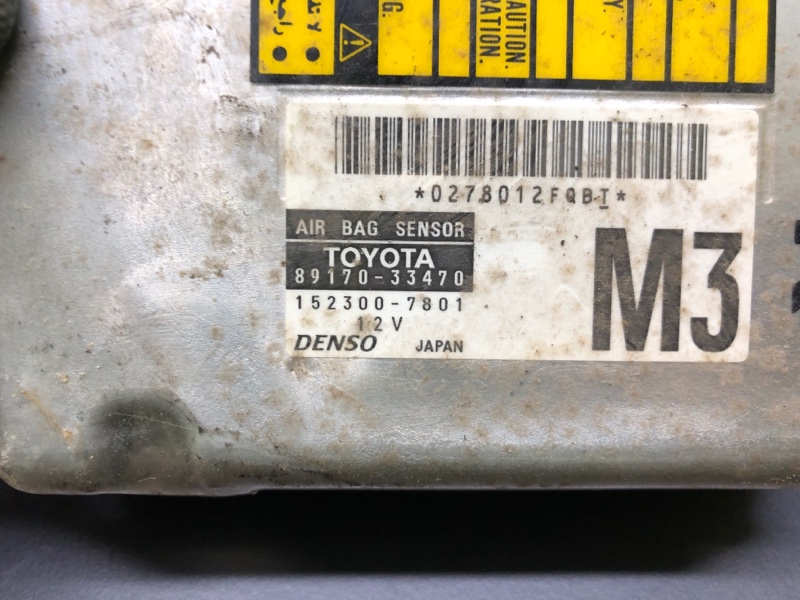 G.
CAUTION.
RATION.
Y.
*0278012FQBT*
AIR BAG SENSOR
TOYOTA
89170-33470
152300-7801
12V
DENSO JAPAN
M3